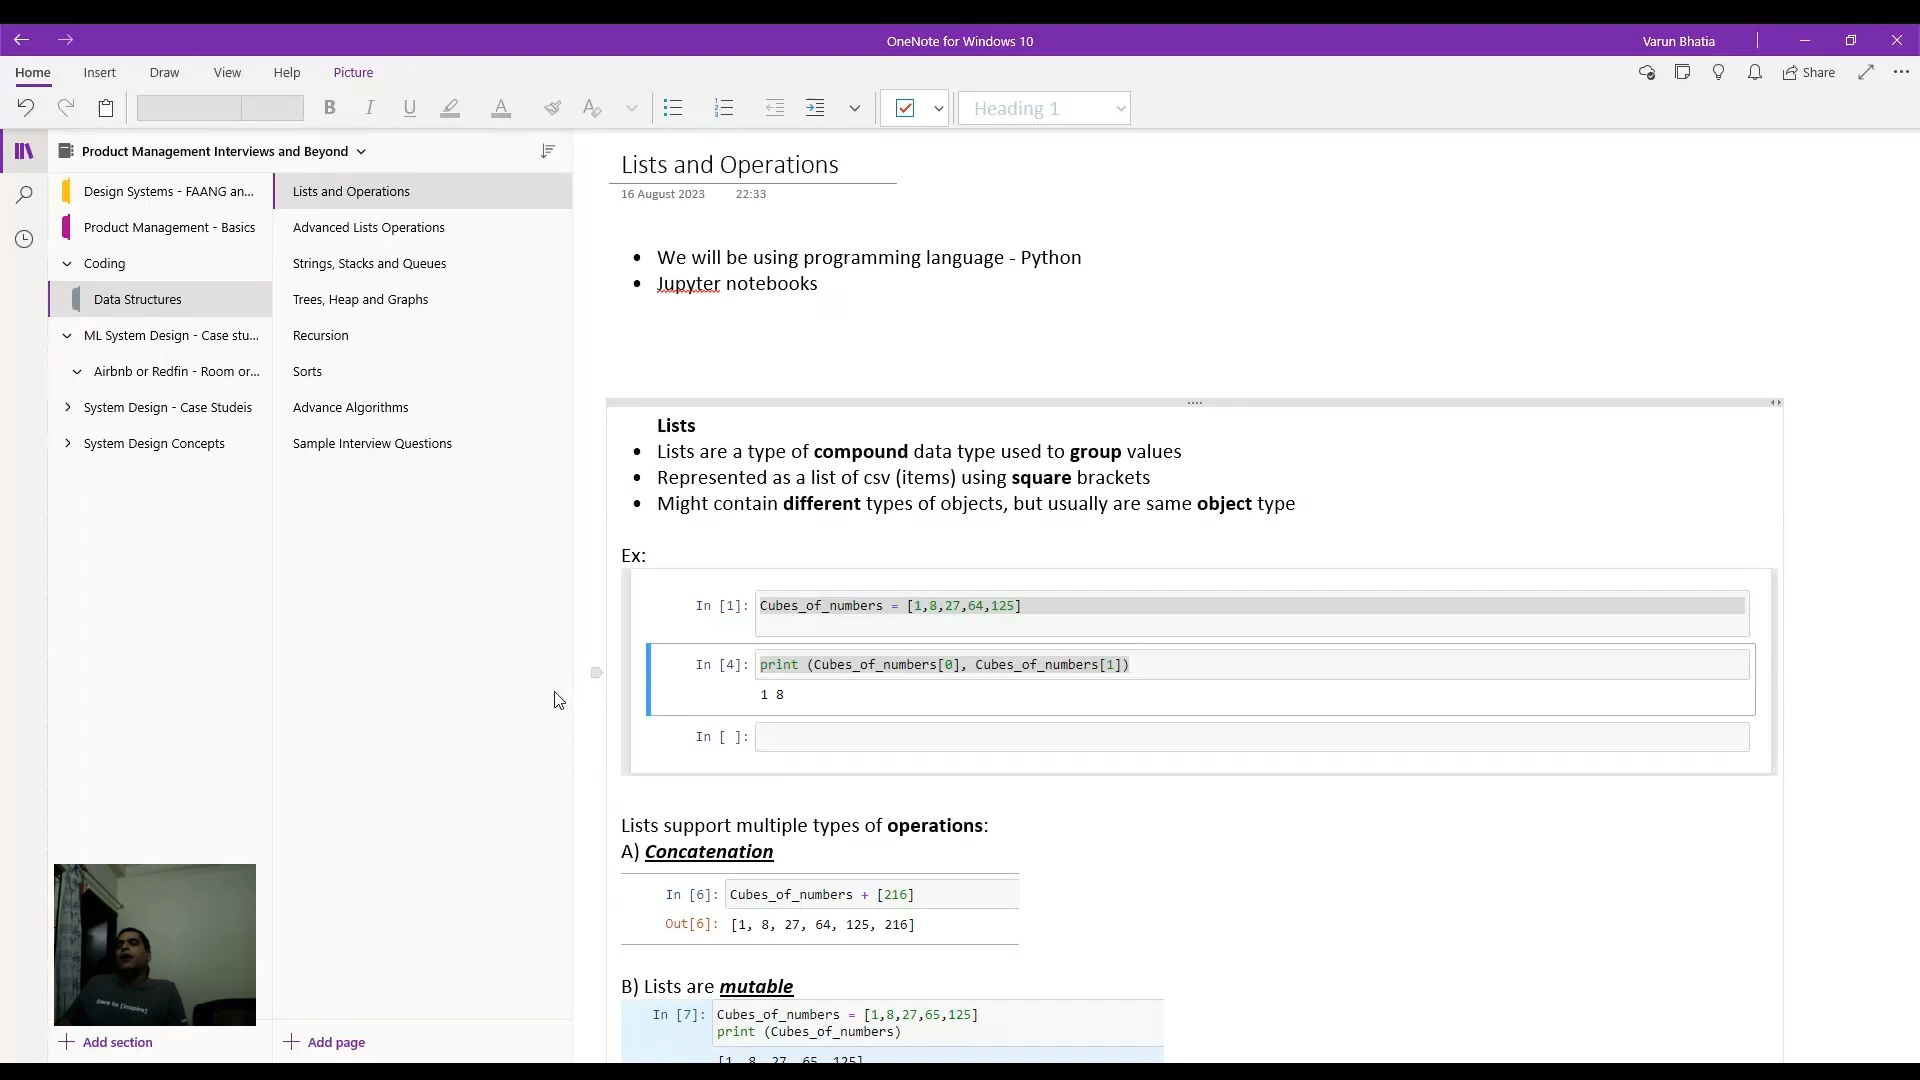 OneNote for Windows 10
Varun Bhatia
Home
Insert
Draw
View
Help
Picture
Share
B
I
U
A
Heading 1
Product Management Interviews and Beyond
Design Systems - FAANG an...
Product Management - Basics
Coding
Data Structures
ML System Design - Case stu...
Airbnb or Redfin - Room or...
System Design - Case Studeis
System Design Concepts
Add section
Lists and Operations
Advanced Lists Operations
Strings, Stacks and Queues
Trees, Heap and Graphs
Recursion
Sorts
Advance Algorithms
Sample Interview Questions
Add page
Lists and Operations
16 August 2023 22:33
• We will be using programming language - Python
• Jupyter notebooks
Lists
• Lists are a type of compound data type used to group values
• Represented as a list of csv (items) using square brackets
• Might contain different types of objects, but usually are same object type
Ex:
In [1]: Cubes_of_numbers = [1,8,27,64,125]
In [4]: print (Cubes_of_numbers[0], Cubes_of_numbers[1])
1 8
In [ ]:
Lists support multiple types of operations:
A) Concatenation
In [6]: Cubes_of_numbers + [216]
Out[6]: [1, 8, 27, 64, 125, 216]
B) Lists are mutable
In [7]: Cubes_of_numbers = [1,8,27,65,125]
print (Cubes_of_numbers)
[1, 8, 27, 65, 125]
Dare to [inspire]